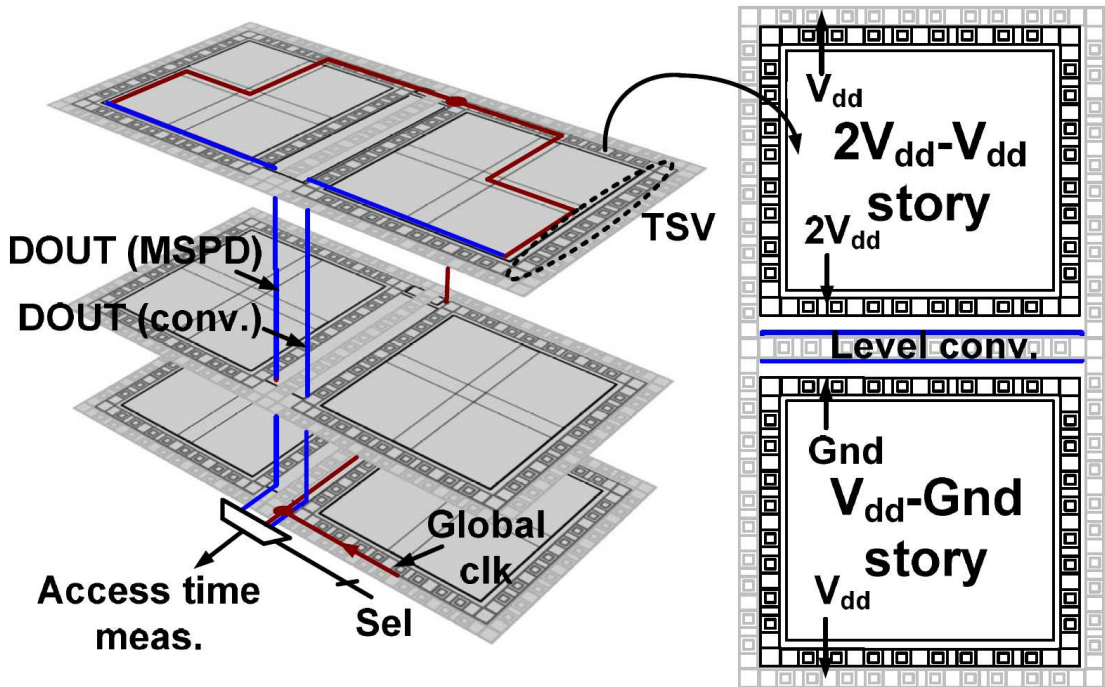 DOUT (MSPD)
DOUT (conv.)
TSV
Global
clk
Access time
meas.
Sel
Vdd
2Vdd-Vdd
story
2Vdd
Level conv.
Gnd
Vdd-Gnd
story
Vdd